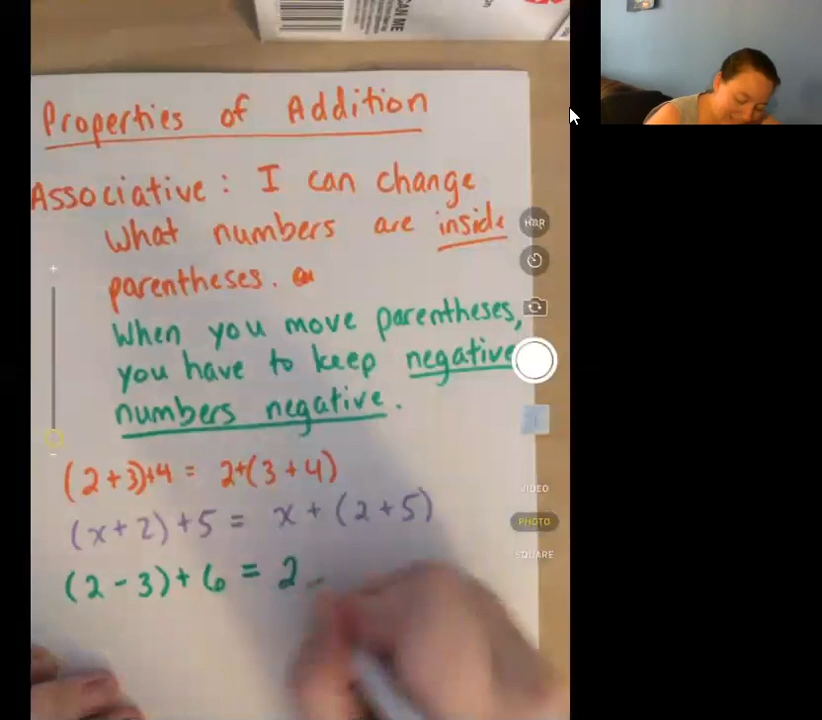 AN ME
Properties of Addition
Associative: I can change
what numbers are inside
parentheses.
When you move parentheses,
you have to keep negative
numbers negative.
(2+3)+4 = 2+(3+4)
(x+2)+5 = x+(2+5)
(2-3)+6 = 2-
HDR
VIDEO
PHOTO
SQUARE